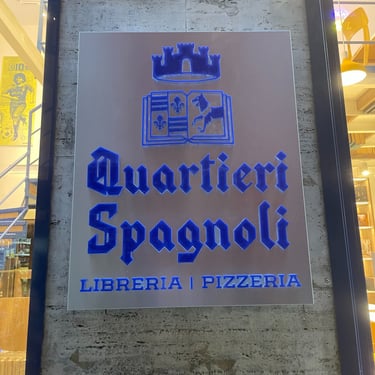 Quartieri
Spagnoli
LIBRERIA | PIZZERIA